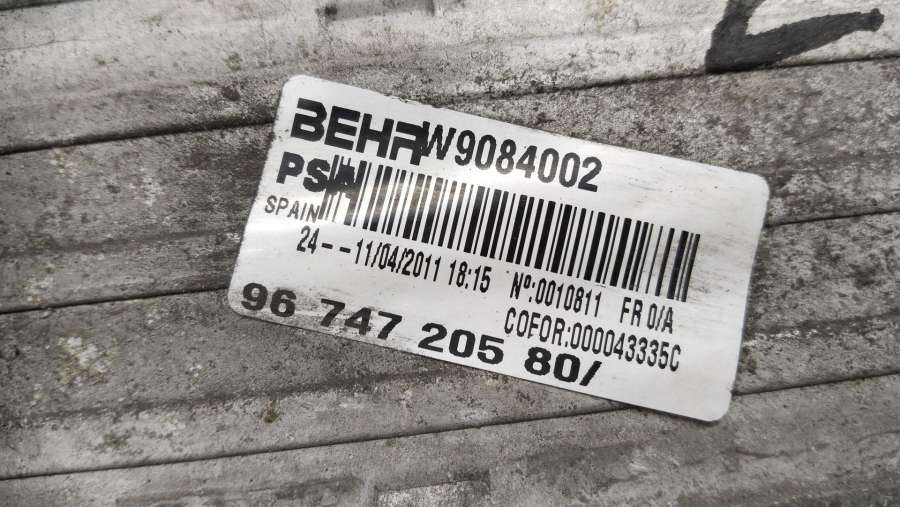 BEHR W9084002
PSA
SPAIN
24--11/04/2011 18:15 Nº:0010811 FR 0/A
COFOR:000043335C
96 747 205 80/